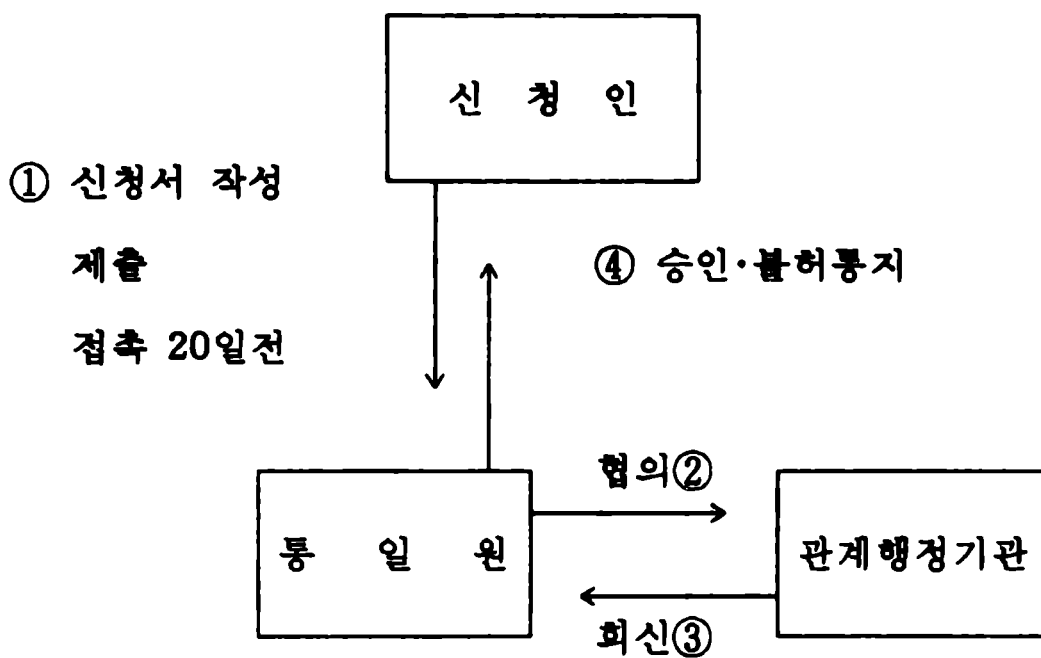 신 청 인
① 신청서 작성
제출
접촉 20일전
④ 승인·불허통지
협의②
통 일 원
관계행정기관
회신③